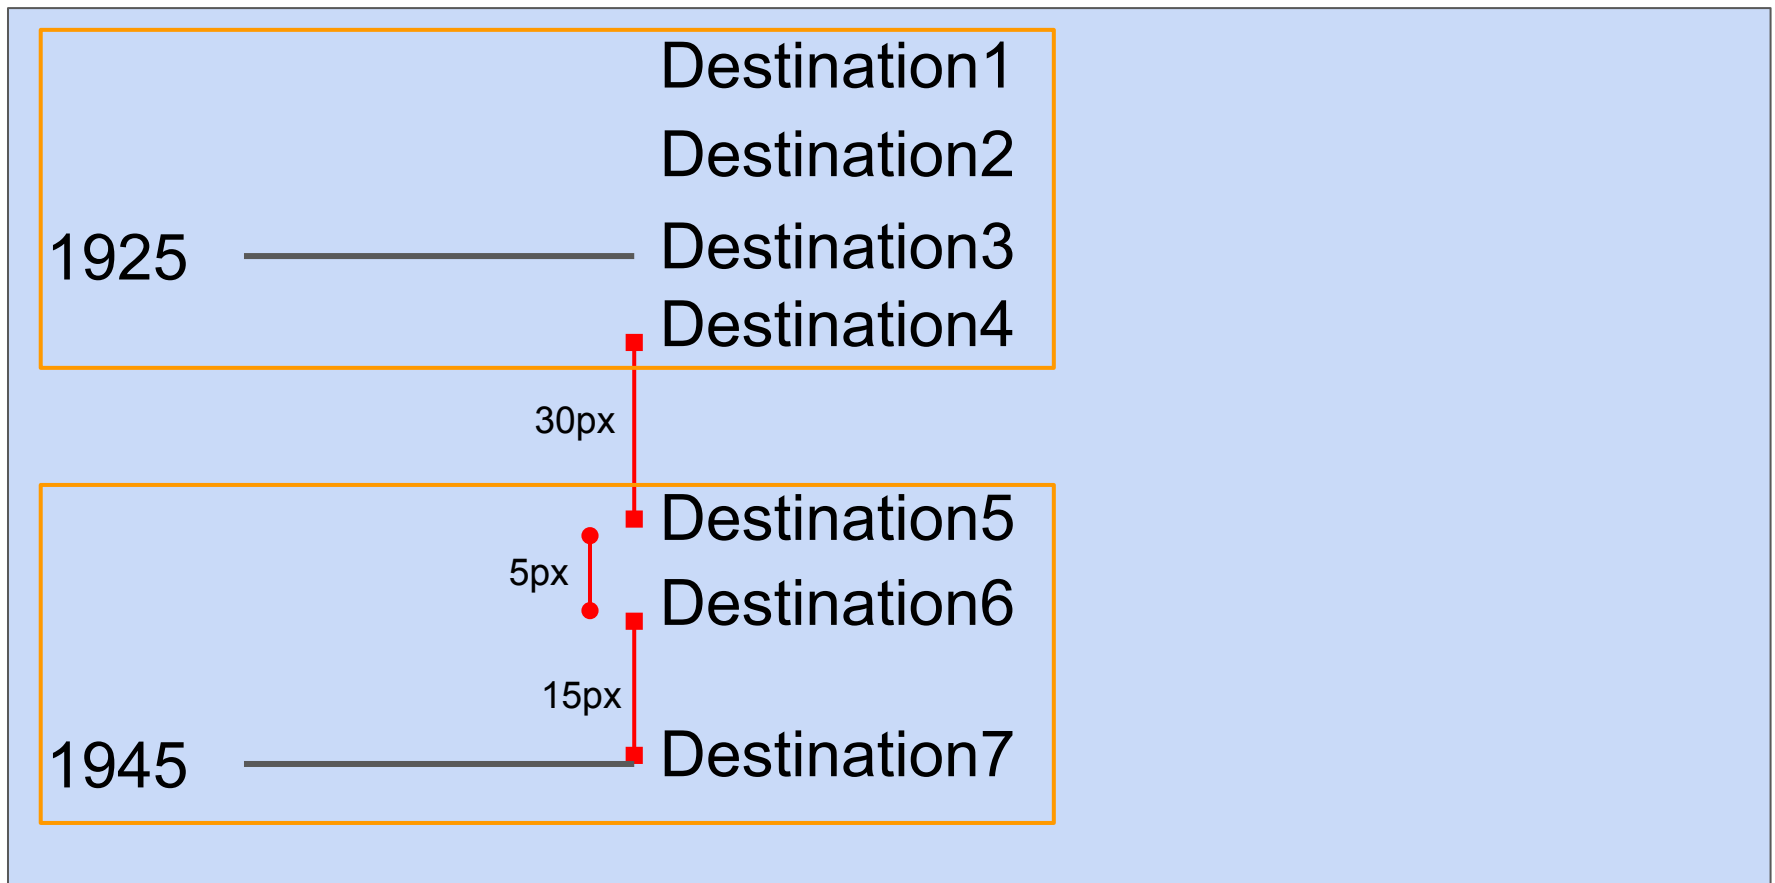 Destination1
Destination2
1925 Destination3
Destination4
30px
Destination5
5px
Destination6
15px
1945 Destination7